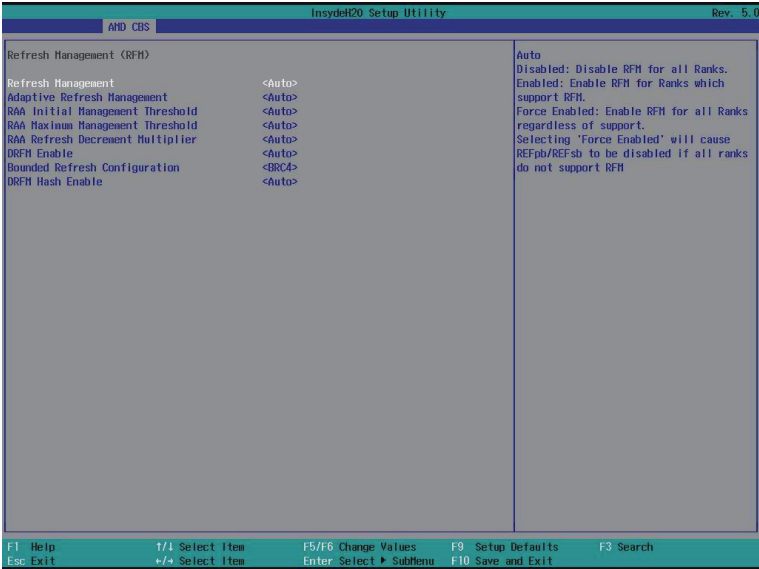 InsydeH20 Setup Utility Rev. 5.0
AMD CBS
Refresh Management (RFM)
Refresh Management <Auto>
Adaptive Refresh Management <Auto>
RAA Initial Management Threshold <Auto>
RAA Maximum Management Threshold <Auto>
RAA Refresh Decrement Multiplier <Auto>
DRFM Enable <Auto>
Bounded Refresh Configuration <BRC4>
DRFM Hash Enable <Auto>
Auto
Disabled: Disable RFM for all Ranks.
Enabled: Enable RFM for Ranks which
support RFM.
Force Enabled: Enable RFM for all Ranks
regardless of support.
Selecting 'Force Enabled' will cause
REFpb/REFsb to be disabled if all ranks
do not support RFM
F1 Help ↑/↓ Select Item F5/F6 Change Values F9 Setup Defaults F3 Search
Esc Exit ←/→ Select Item Enter Select ▶ SubMenu F10 Save and Exit